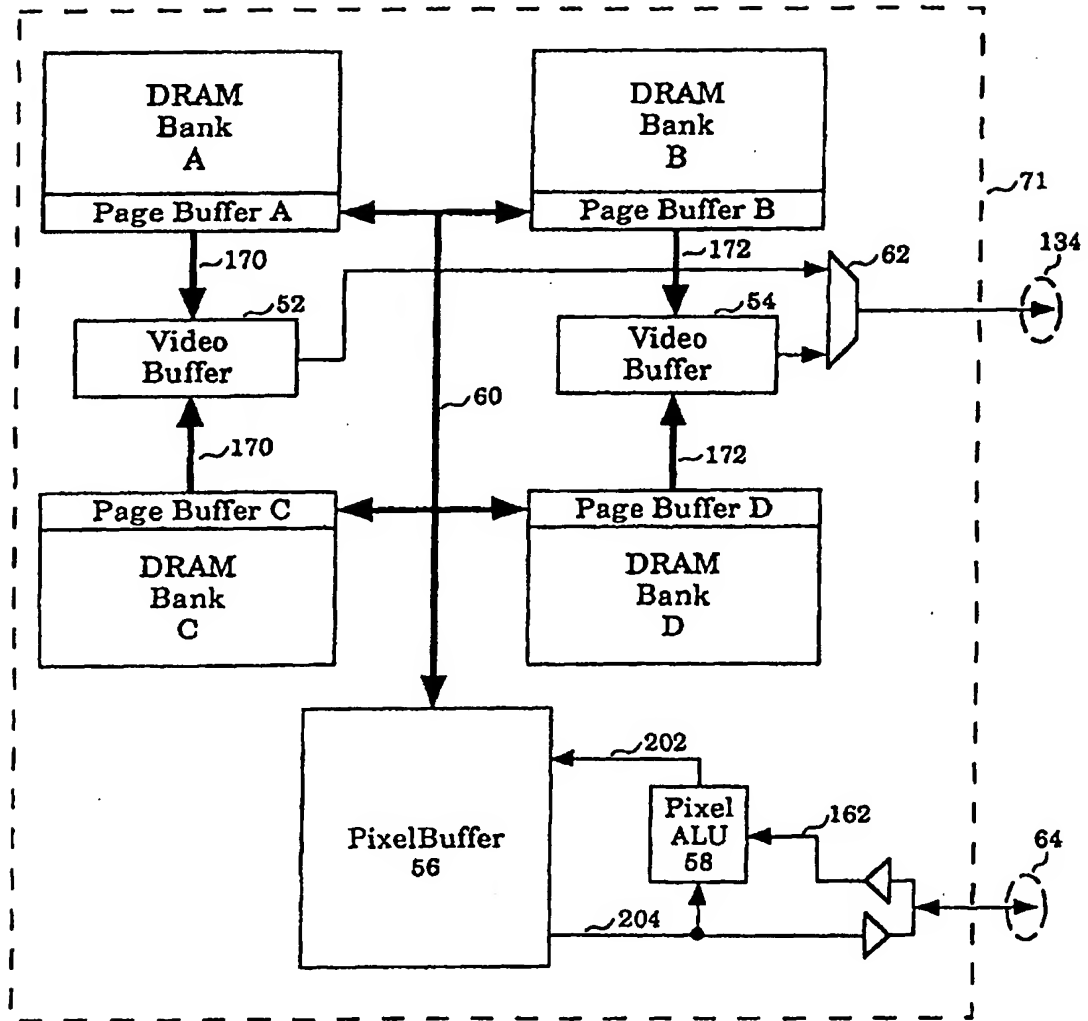 DRAM
Bank
A
Page Buffer A
DRAM
Bank
B
Page Buffer B
71
134
170
172
62
52
Video
Buffer
54
Video
Buffer
60
170
172
Page Buffer C
DRAM
Bank
C
Page Buffer D
DRAM
Bank
D
202
PixelBuffer
56
Pixel
ALU
58
162
64
204